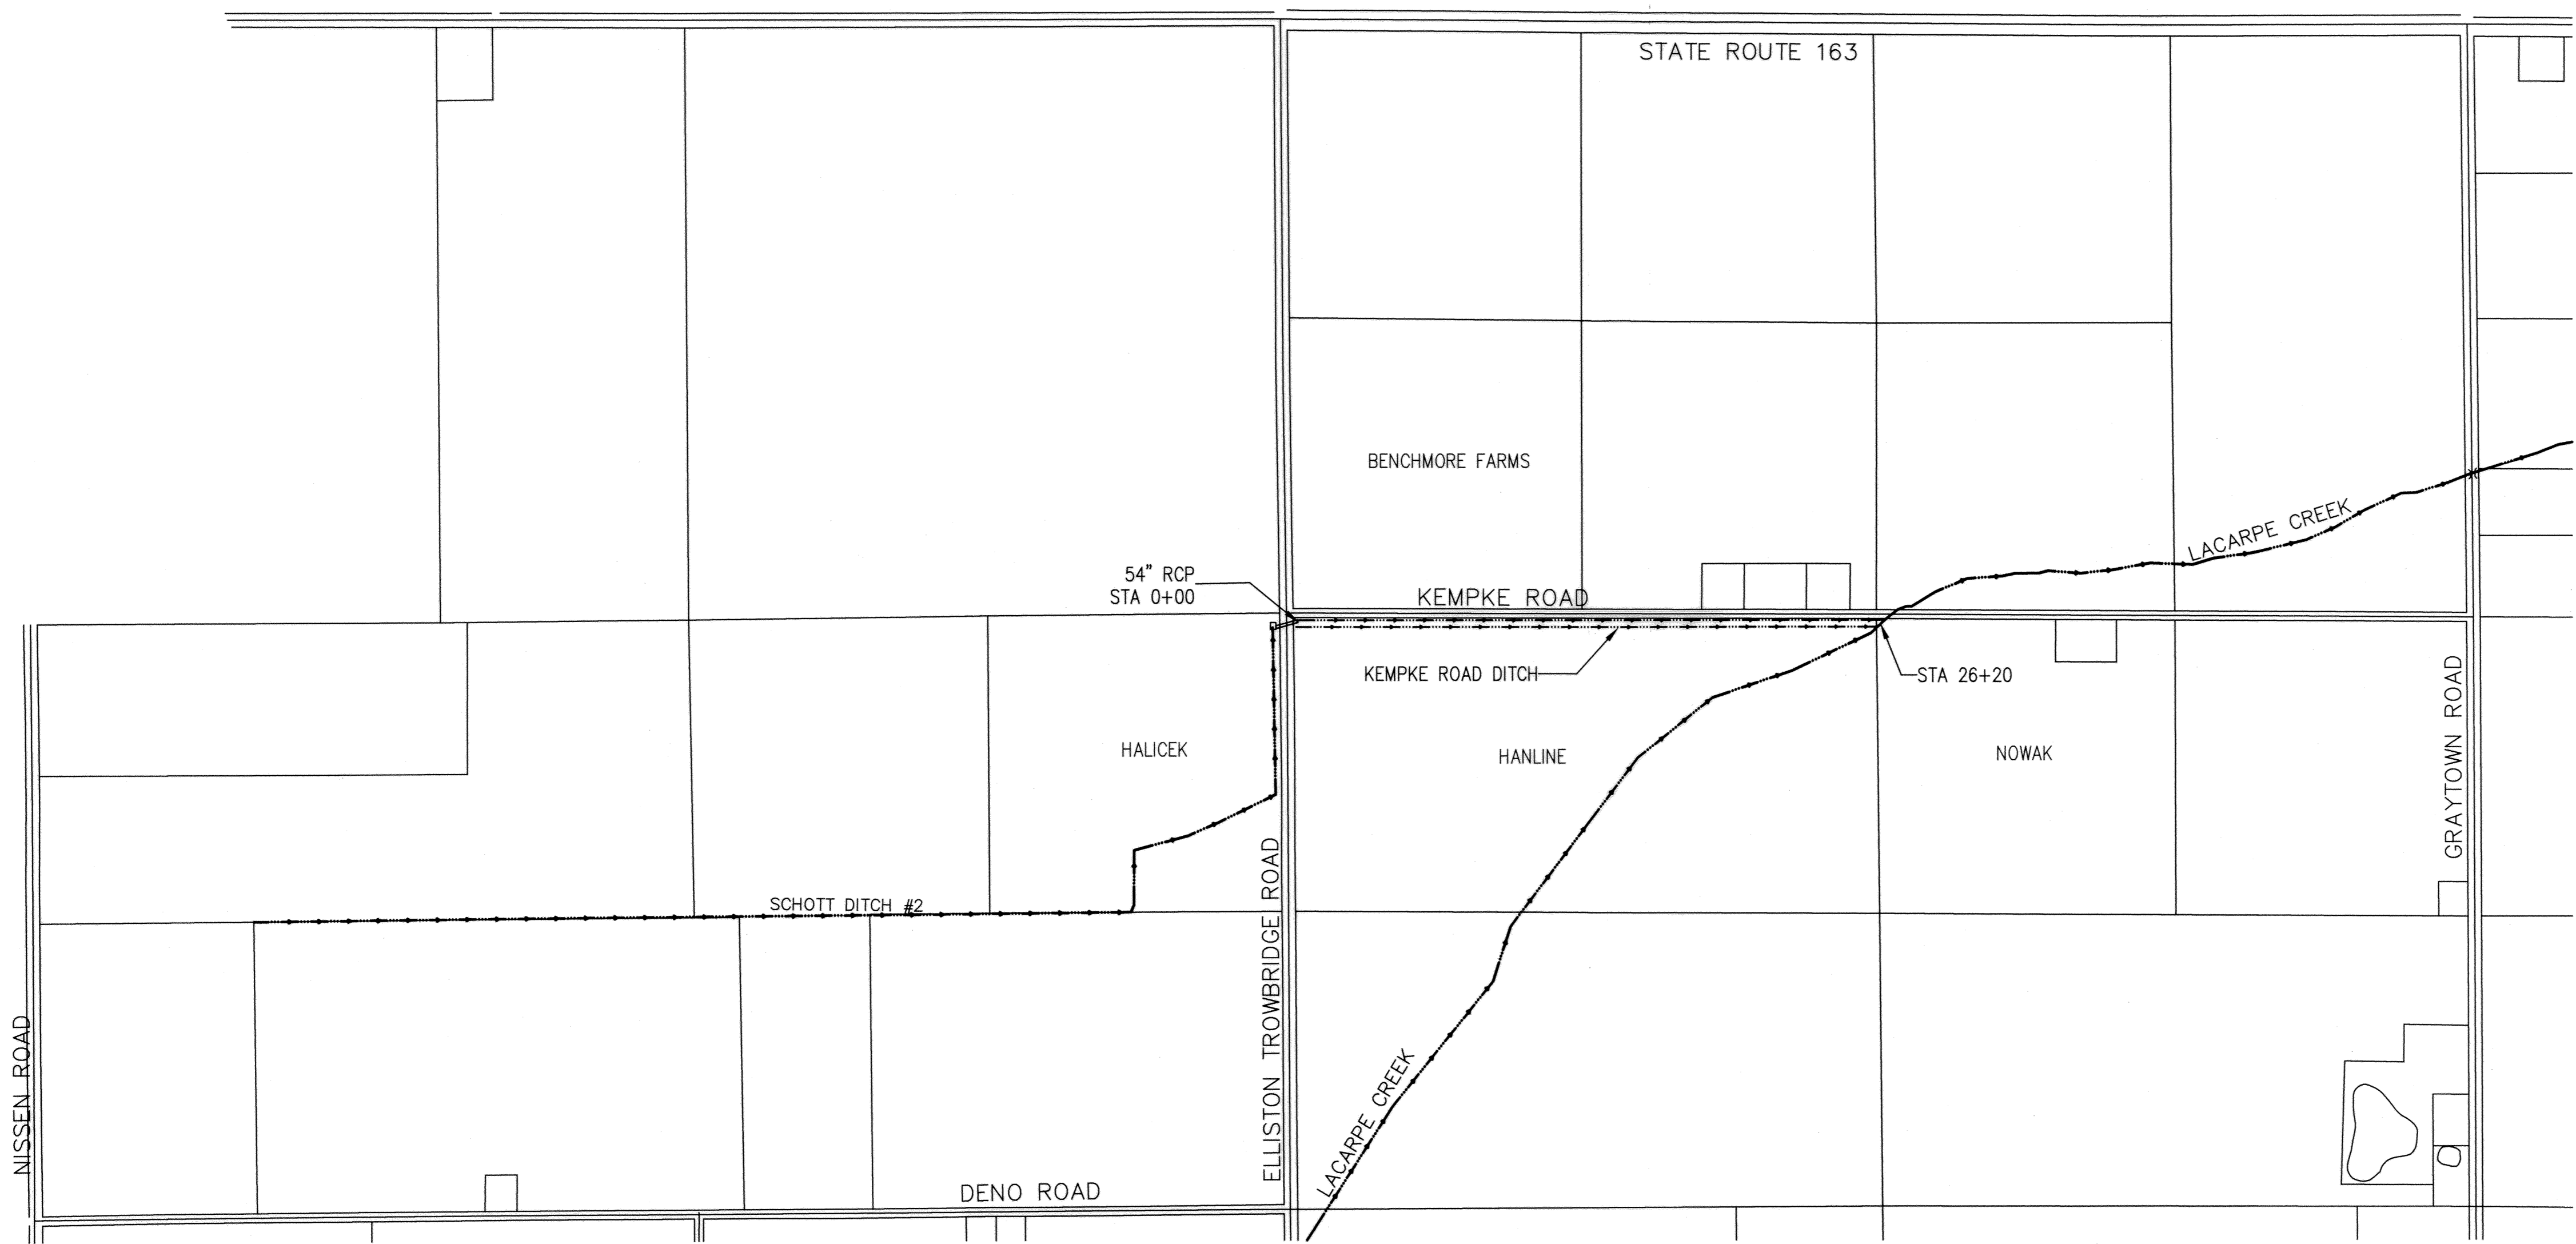 STATE ROUTE 163
BENCHMORE FARMS
LACARPE CREEK
54" RCP
STA 0+00
KEMPKE ROAD
KEMPKE ROAD DITCH
STA 26+20
GRAYTOWN ROAD
HALICEK
HANLINE
NOWAK
SCHOTT DITCH #2
ELLISTON TROWBRIDGE ROAD
NISSEN ROAD
LACARPE CREEK
DENO ROAD